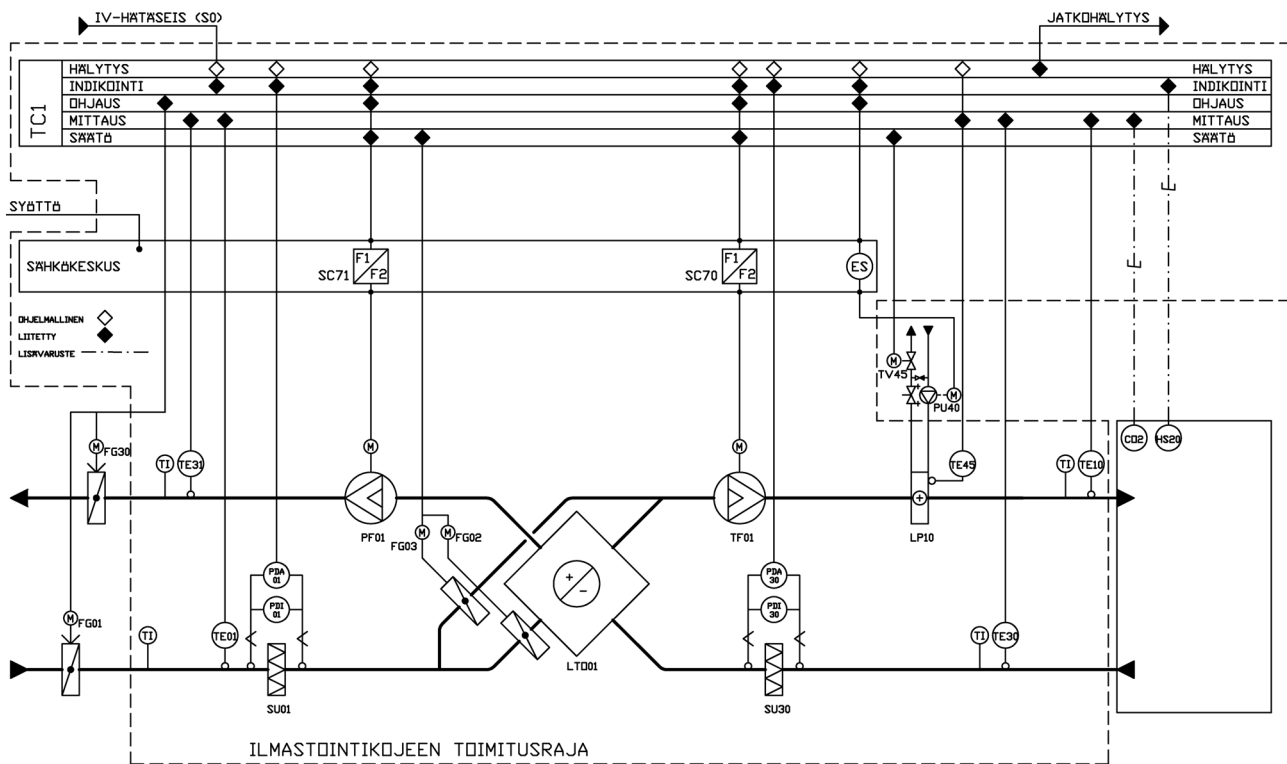 IV-HÄTÄSEIS (S0)
JATKOHÄLYTYS
TC1
HÄLYTYS
HÄLYTYS
INDIKOINTI
INDIKOINTI
OHJAUS
OHJAUS
MITTAUS
MITTAUS
SÄÄTÖ
SÄÄTÖ
SYÖTTÖ
SÄHKÖKESKUS
SC71
F1
F2
SC70
F1
F2
ES
OHJELMALLINEN
LIITETTY
LISÄVARUSTE
M
TV45
M
PU40
M
FG30
TI
TE31
M
M
TE45
TI
TE10
CO2
HS20
PF01
M
FG03
M
FG02
TF01
LP10
+
PDA
01
PDI
01
+
-
PDA
30
PDI
30
M
FG01
TI
TE01
TI
TE30
LTO01
SU01
SU30
ILMASTOINTIKOJEEN TOIMITUSRAJA